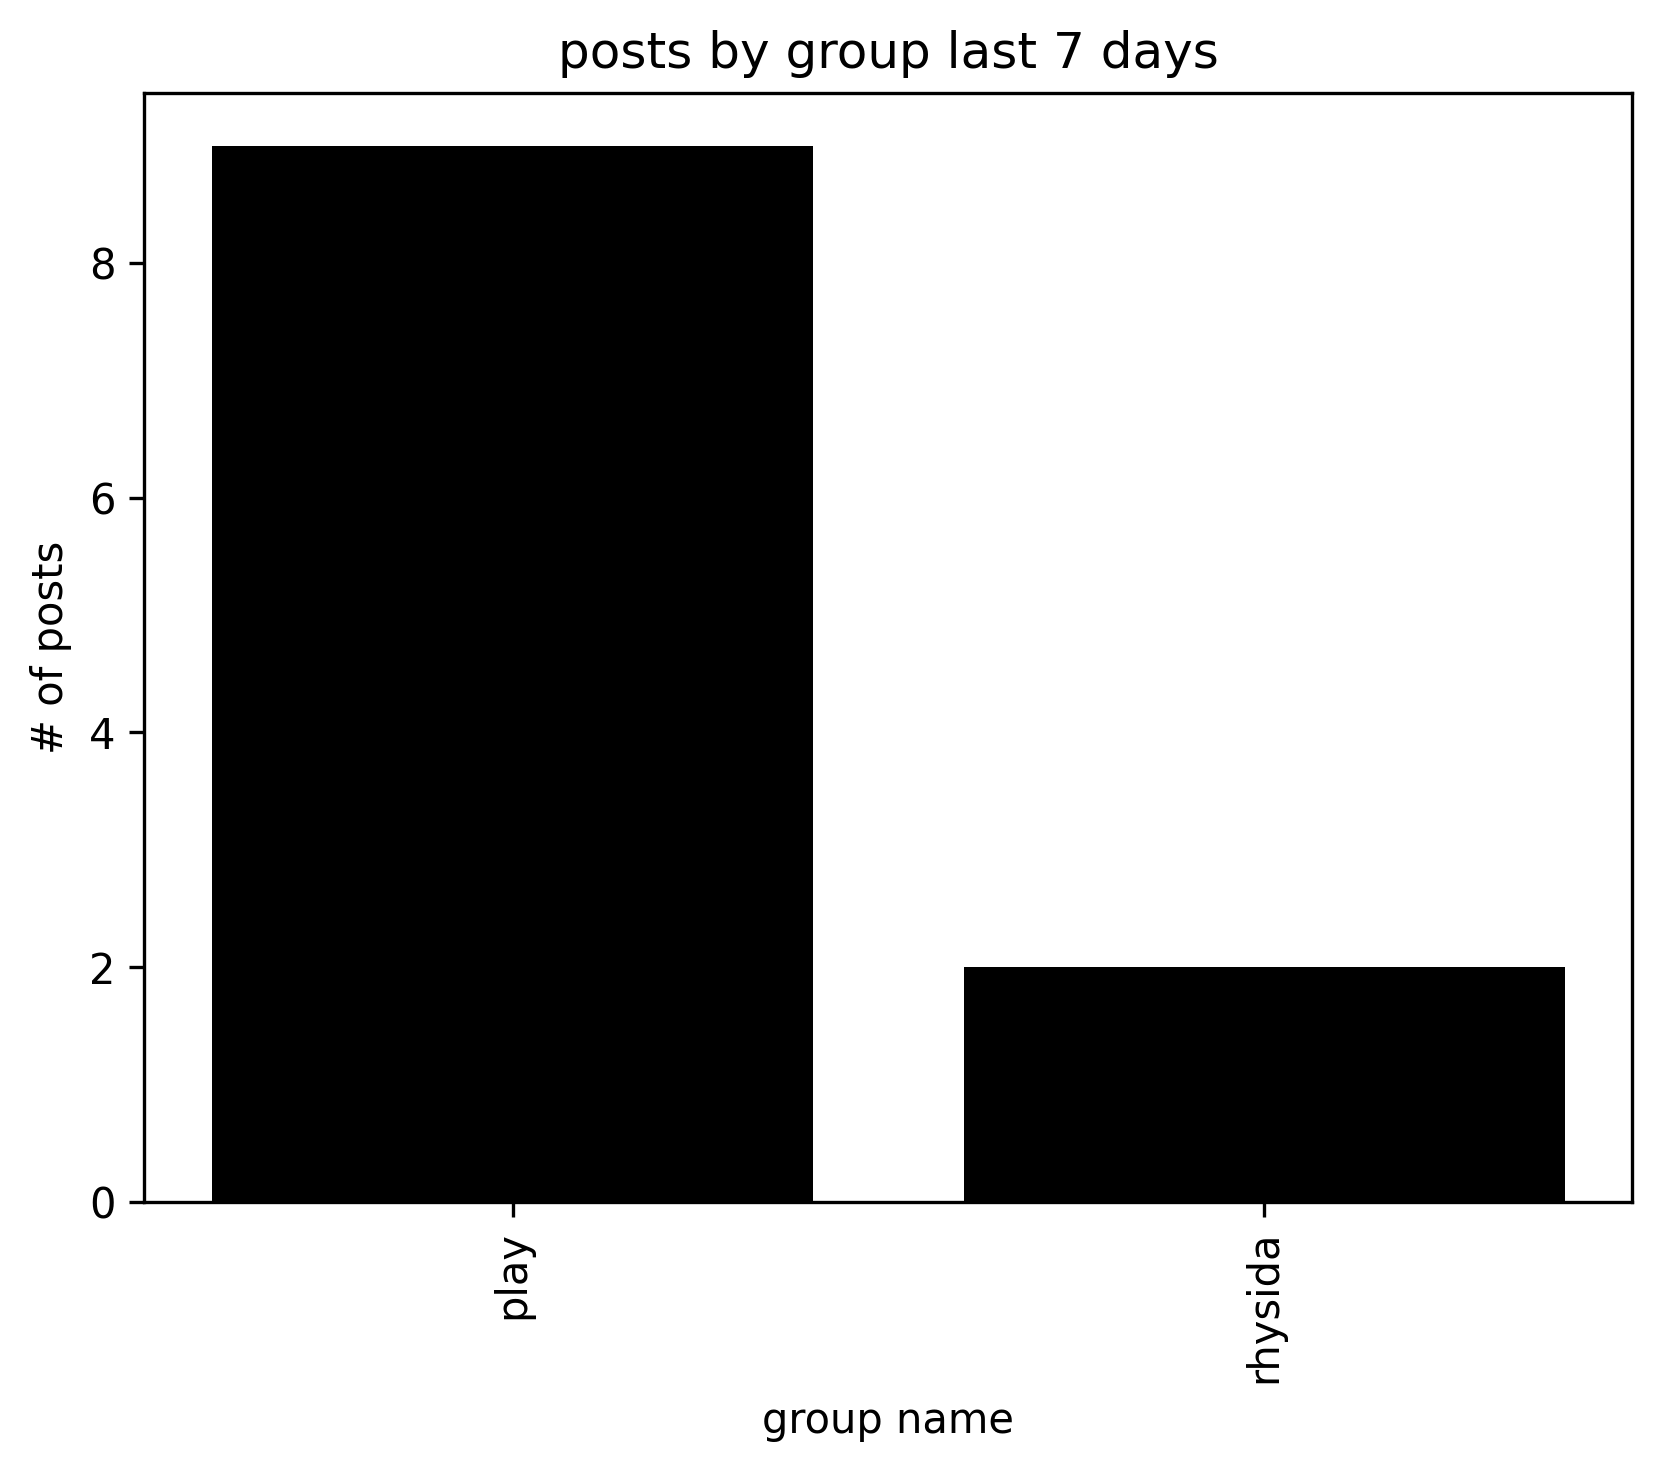 posts by group last 7 days
# of posts
8
6
4
2
0
play
rhysida
group name